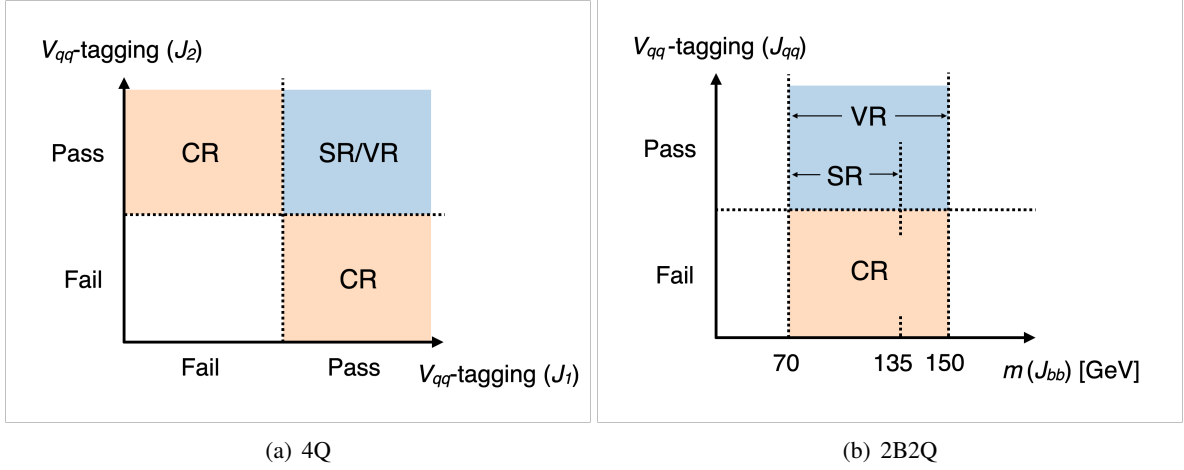 V_qq-tagging (J_2)
Pass
CR
SR/VR
Fail
CR
Fail
Pass
V_qq-tagging (J_1)
(a) 4Q
V_qq-tagging (J_qq)
Pass
VR
SR
Fail
CR
70
135
150
m(J_bb) [GeV]
(b) 2B2Q